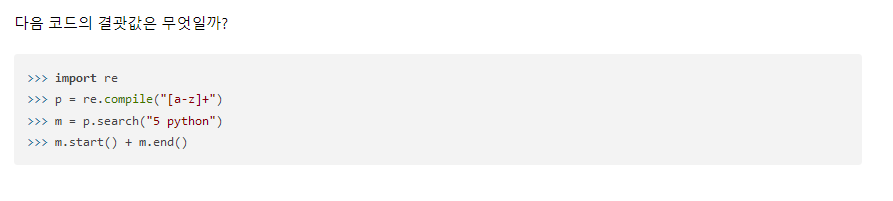 다음 코드의 결괏값은 무엇일까?
>>> import re
>>> p = re.compile("[a-z]+")
>>> m = p.search("5 python")
>>> m.start() + m.end()